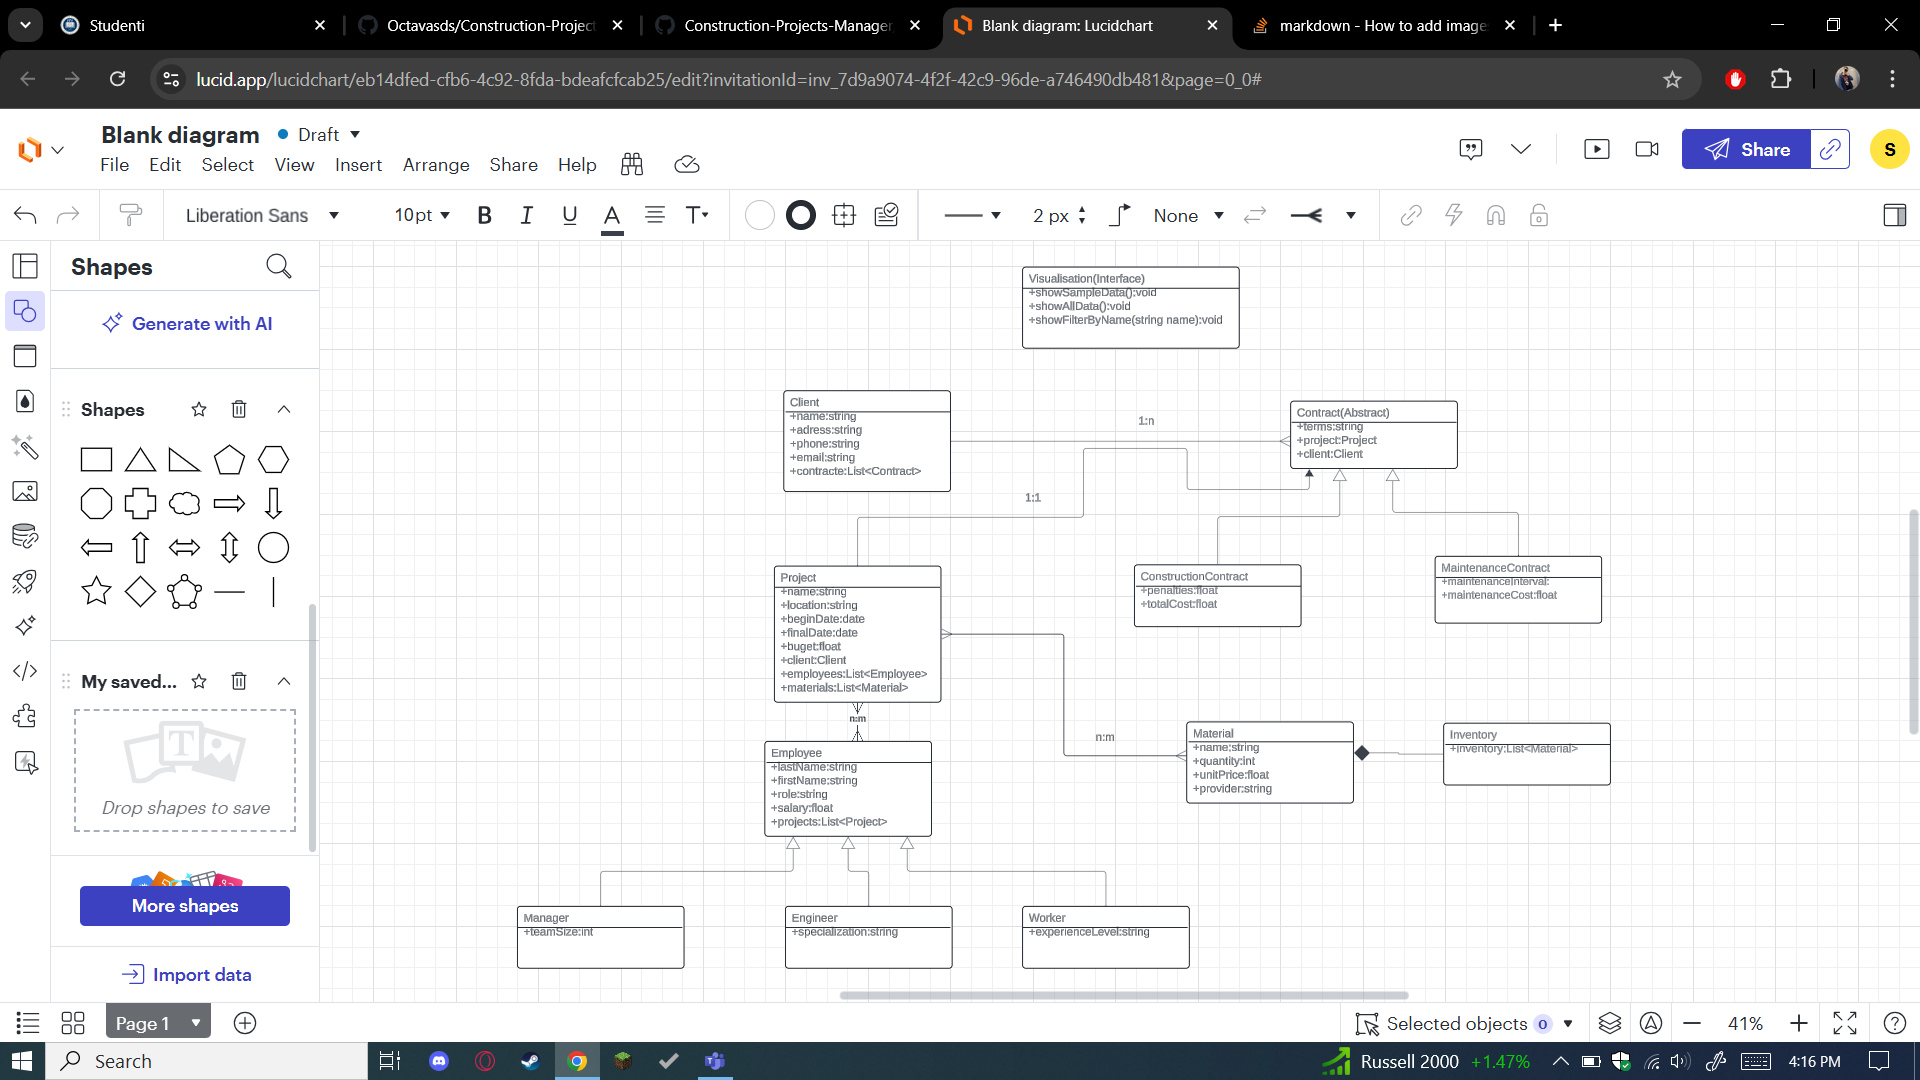 Studenti
Octavasds/Construction-Project
Construction-Projects-Manager
Blank diagram: Lucidchart
markdown - How to add image
lucid.app/lucidchart/eb14dfed-cfb6-4c92-8fda-bdeafcfcab25/edit?invitationId=inv_7d9a9074-4f2f-42c9-96de-a746490db481&page=0_0#
Blank diagram
Draft
File Edit Select View Insert Arrange Share Help
Share
S
Liberation Sans
10pt
B I U A T
2 px
None
Shapes
Generate with AI
Shapes
My saved...
T
Drop shapes to save
More shapes
Import data
Visualisation(Interface)
+showSampleData():void
+showAllData():void
+showFilterByName(string name):void
Client
+name:string
+adress:string
+phone:string
+email:string
+contracte:List<Contract>
1:n
Contract(Abstract)
+terms:string
+project:Project
+client:Client
1:1
Project
+name:string
+location:string
+beginDate:date
+finalDate:date
+buget:float
+client:Client
+employees:List<Employee>
+materials:List<Material>
ConstructionContract
+penalties:float
+totalCost:float
MaintenanceContract
+maintenanceInterval:
+maintenanceCost:float
n:m
n:m
Employee
+lastName:string
+firstName:string
+role:string
+salary:float
+projects:List<Project>
Material
+name:string
+quantity:int
+unitPrice:float
+provider:string
Inventory
+inventory:List<Material>
Manager
+teamSize:int
Engineer
+specialization:string
Worker
+experienceLevel:string
Page 1
Selected objects 0
41%
Search
Russell 2000 +1.47%
4:16 PM